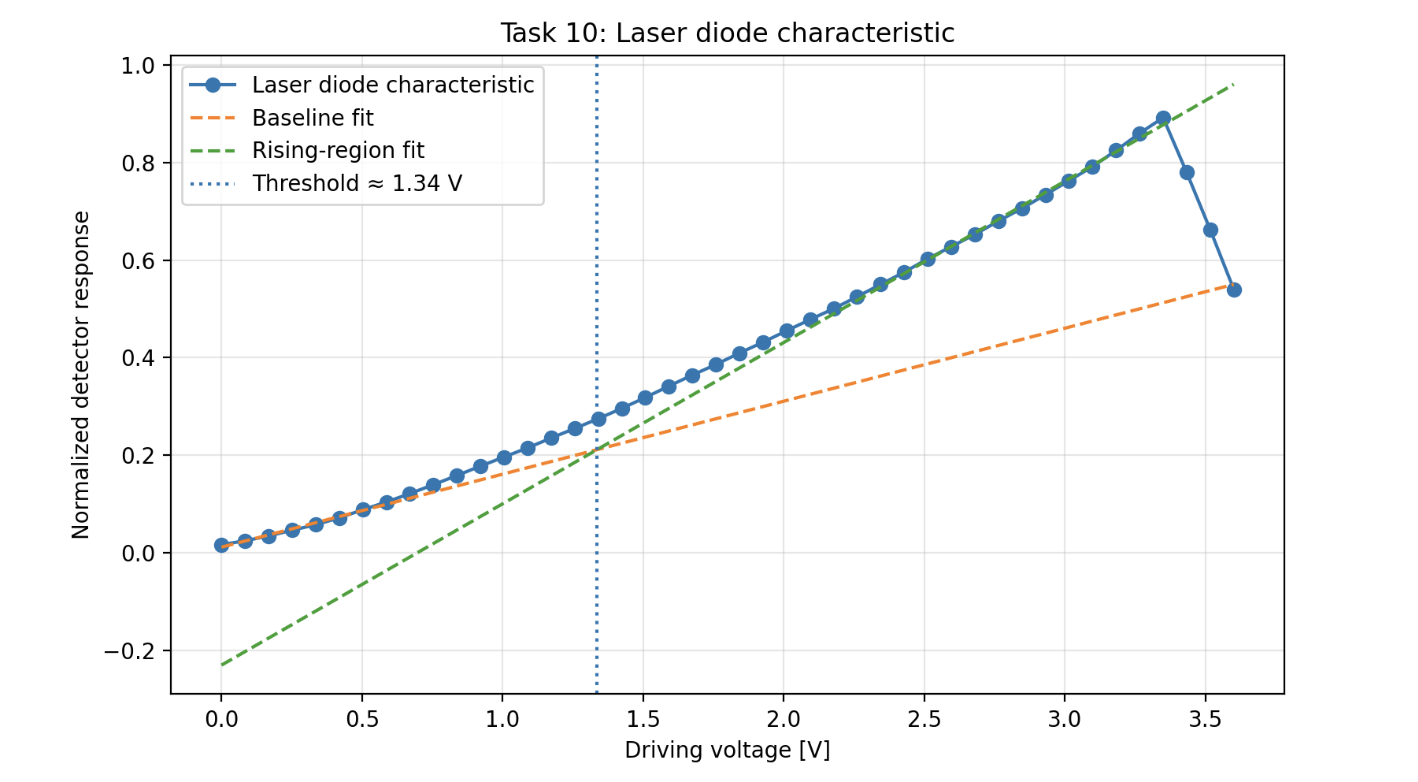 Task 10: Laser diode characteristic
1.0
0.8
0.6
0.4
0.2
0.0
−0.2
Normalized detector response
Laser diode characteristic
Baseline fit
Rising-region fit
Threshold ≈ 1.34 V
0.0 0.5 1.0 1.5 2.0 2.5 3.0 3.5
Driving voltage [V]